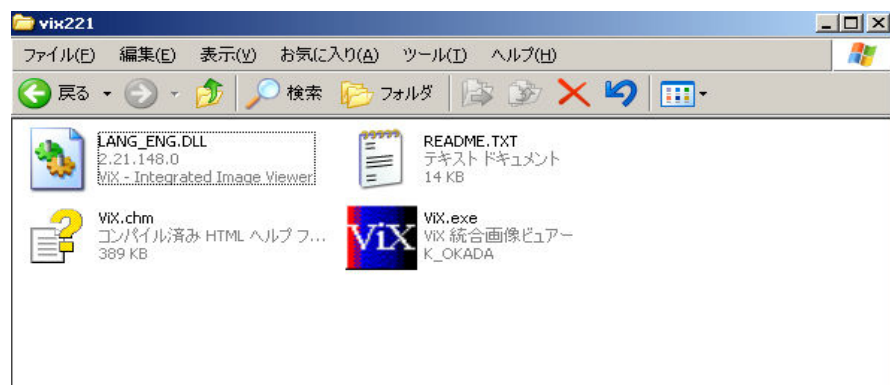 vix221
ファイル(F) 編集(E) 表示(V) お気に入り(A) ツール(T) ヘルプ(H)
戻る 検索 フォルダ
LANG_ENG.DLL
2.21.148.0
ViX - Integrated Image Viewer
README.TXT
テキスト ドキュメント
14 KB
ViX.chm
コンパイル済み HTML ヘルプ フ...
389 KB
ViX
ViX.exe
ViX 統合画像ビュアー
K_OKADA